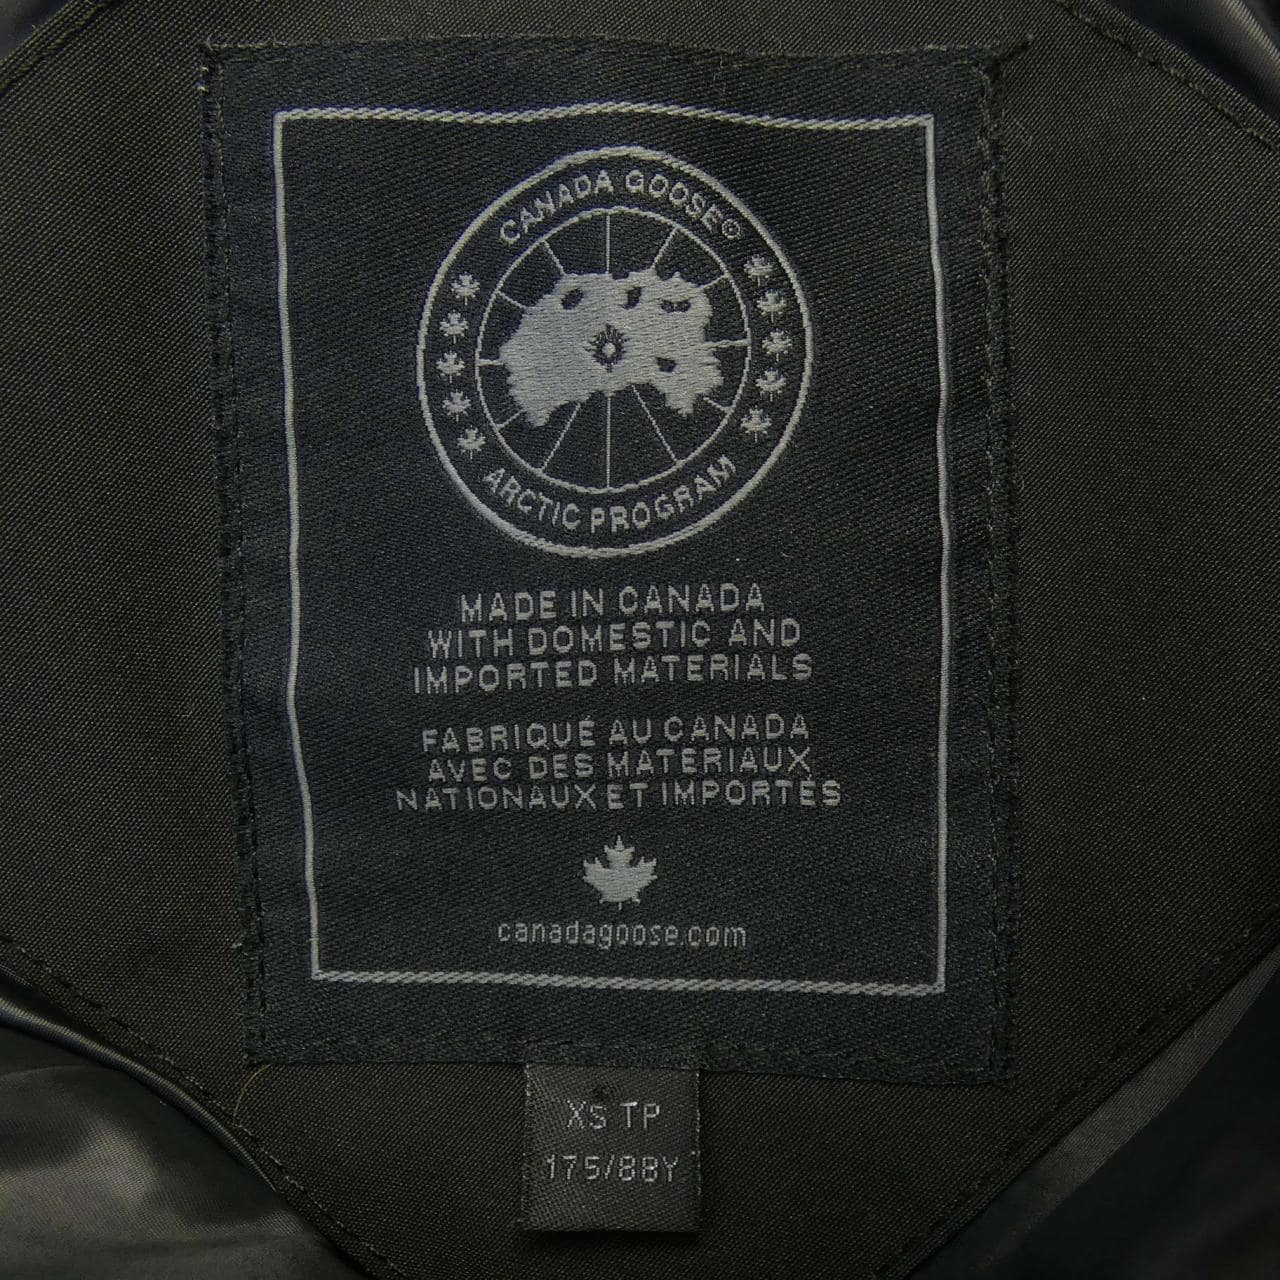 CANADA GOOSE®
ARCTIC PROGRAM
MADE IN CANADA
WITH DOMESTIC AND
IMPORTED MATERIALS
FABRIQUÉ AU CANADA
AVEC DES MATERIAUX
NATIONAUX ET IMPORTES
canadagoose.com
XS TP
175/88Y